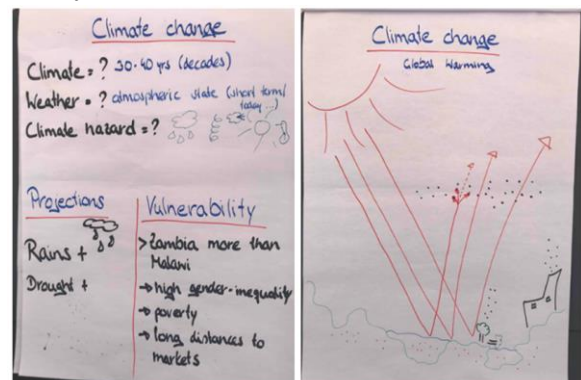 Climate change
Climate = ? 30-40 yrs (decades)
Weather = ? atmospheric state (short term/
today ...)
Climate hazard = ?
Projections
Rains +
Drought +
Vulnerability
> Zambia more than
Malawi
→ high gender-inequality
→ poverty
→ long distances to
markets
Climate change
Global Warming